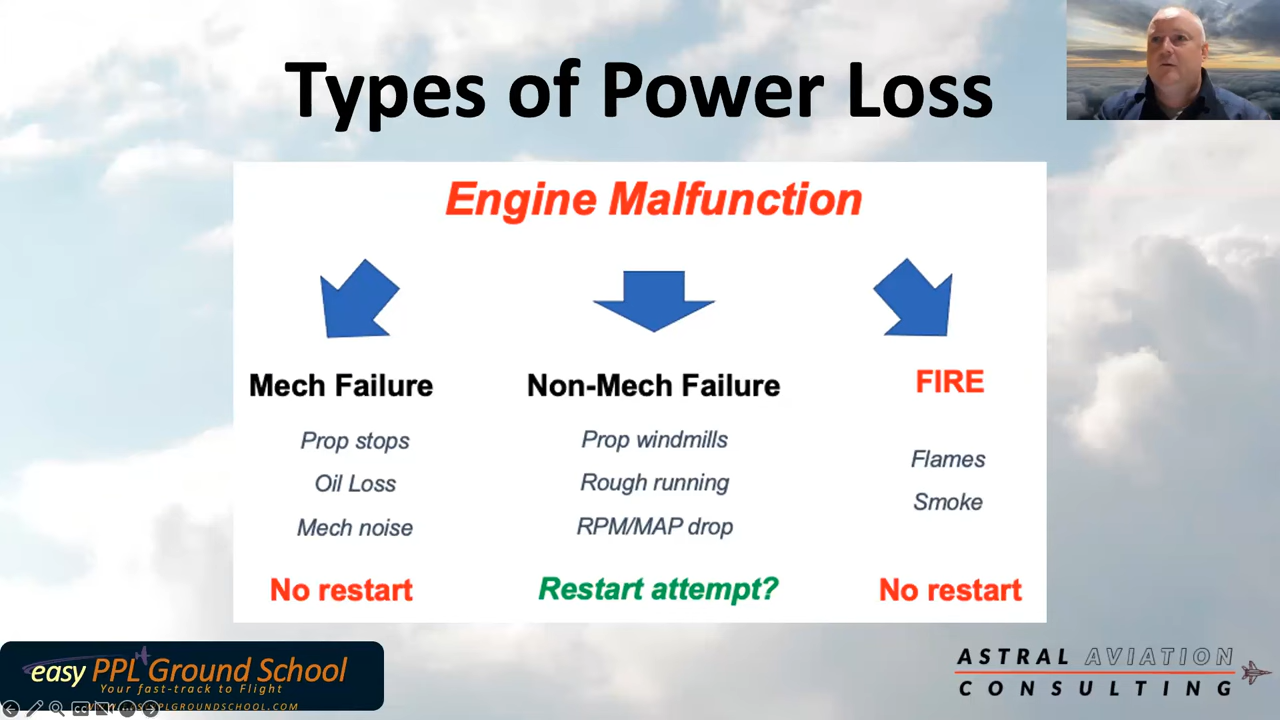 Types of Power Loss
Engine Malfunction
Mech Failure
Prop stops
Oil Loss
Mech noise
No restart
Non-Mech Failure
Prop windmills
Rough running
RPM/MAP drop
Restart attempt?
FIRE
Flames
Smoke
No restart
easy PPL Ground School
Your fast-track to Flight
PLGROUNDSCHOOL.COM
ASTRAL AVIATION
CONSULTING